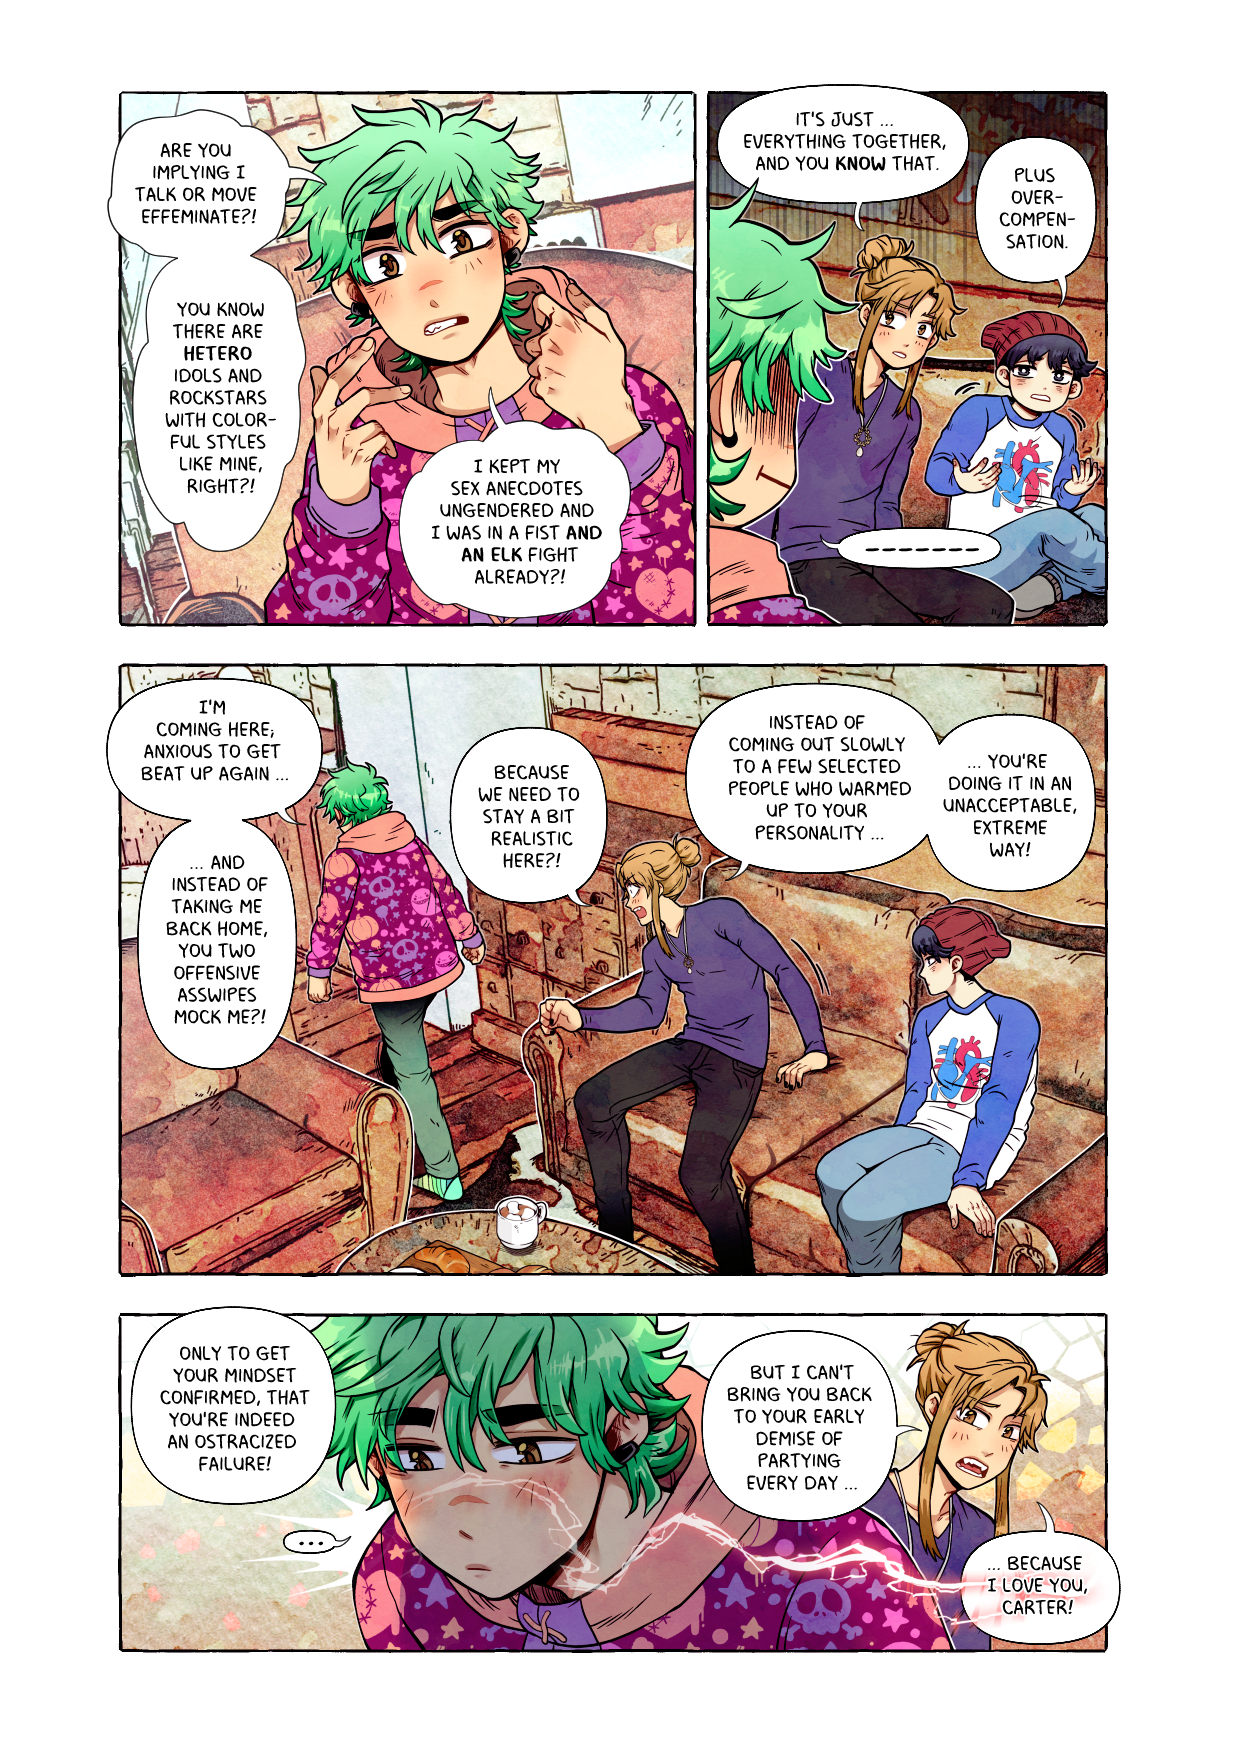 ARE YOU
IMPLYING I
TALK OR MOVE
EFFEMINATE?!
YOU KNOW
THERE ARE
HETERO
IDOLS AND
ROCKSTARS
WITH COLOR-
FUL STYLES
LIKE MINE,
RIGHT?!
I KEPT MY
SEX ANECDOTES
UNGENDERED AND
I WAS IN A FIST AND
AN ELK FIGHT
ALREADY?!
IT'S JUST ...
EVERYTHING TOGETHER,
AND YOU KNOW THAT.
PLUS
OVER-
COMPEN-
SATION.
–––––––
I'M
COMING HERE,
ANXIOUS TO GET
BEAT UP AGAIN ...
... AND
INSTEAD OF
TAKING ME
BACK HOME,
YOU TWO
OFFENSIVE
ASSWIPES
MOCK ME?!
BECAUSE
WE NEED TO
STAY A BIT
REALISTIC
HERE?!
INSTEAD OF
COMING OUT SLOWLY
TO A FEW SELECTED
PEOPLE WHO WARMED
UP TO YOUR
PERSONALITY ...
... YOU'RE
DOING IT IN AN
UNACCEPTABLE,
EXTREME
WAY!
ONLY TO GET
YOUR MINDSET
CONFIRMED, THAT
YOU'RE INDEED
AN OSTRACIZED
FAILURE!
...
BUT I CAN'T
BRING YOU BACK
TO YOUR EARLY
DEMISE OF
PARTYING
EVERY DAY ...
... BECAUSE
I LOVE YOU,
CARTER!